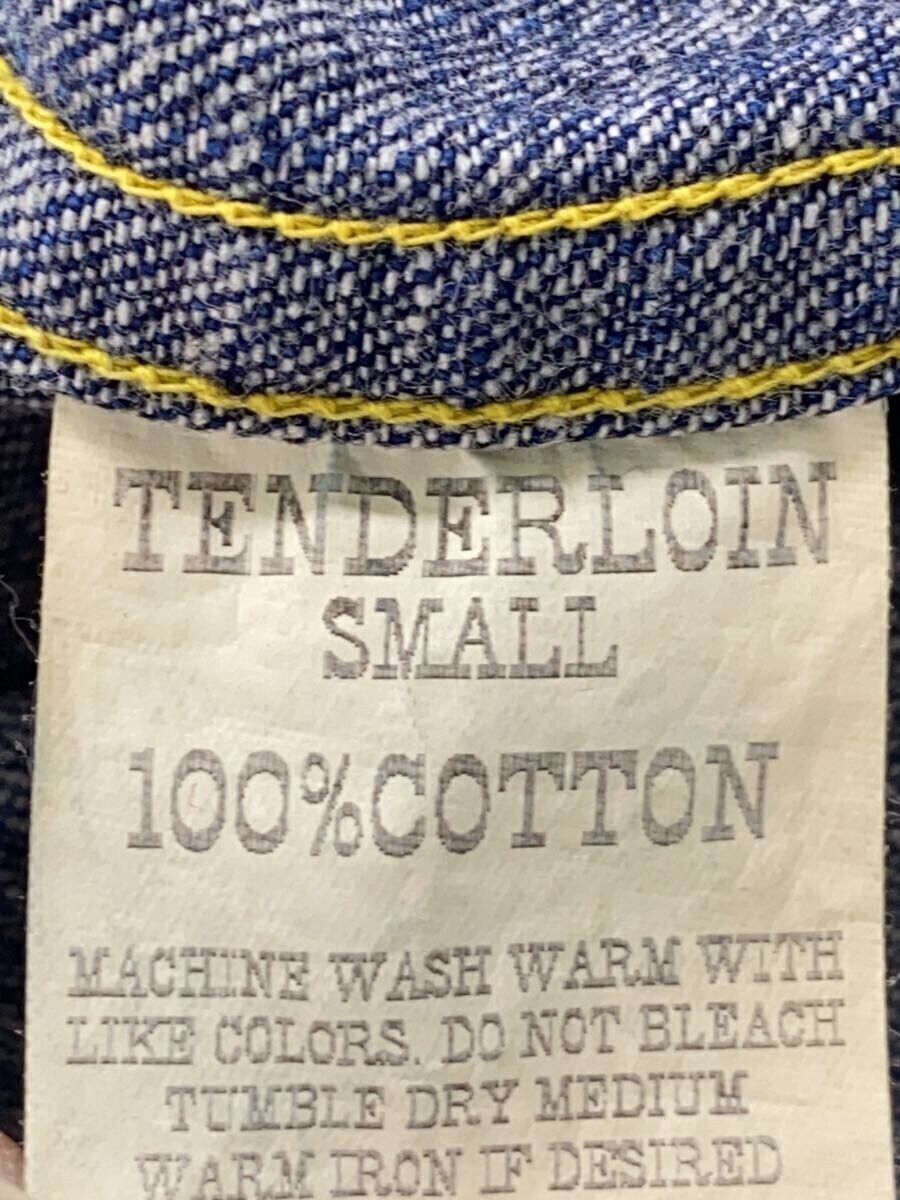 TENDERLOIN
SMALL
100%COTTON
MACHINE WASH WARM WITH
LIKE COLORS. DO NOT BLEACH
TUMBLE DRY MEDIUM
WARM IRON IF DESIRED